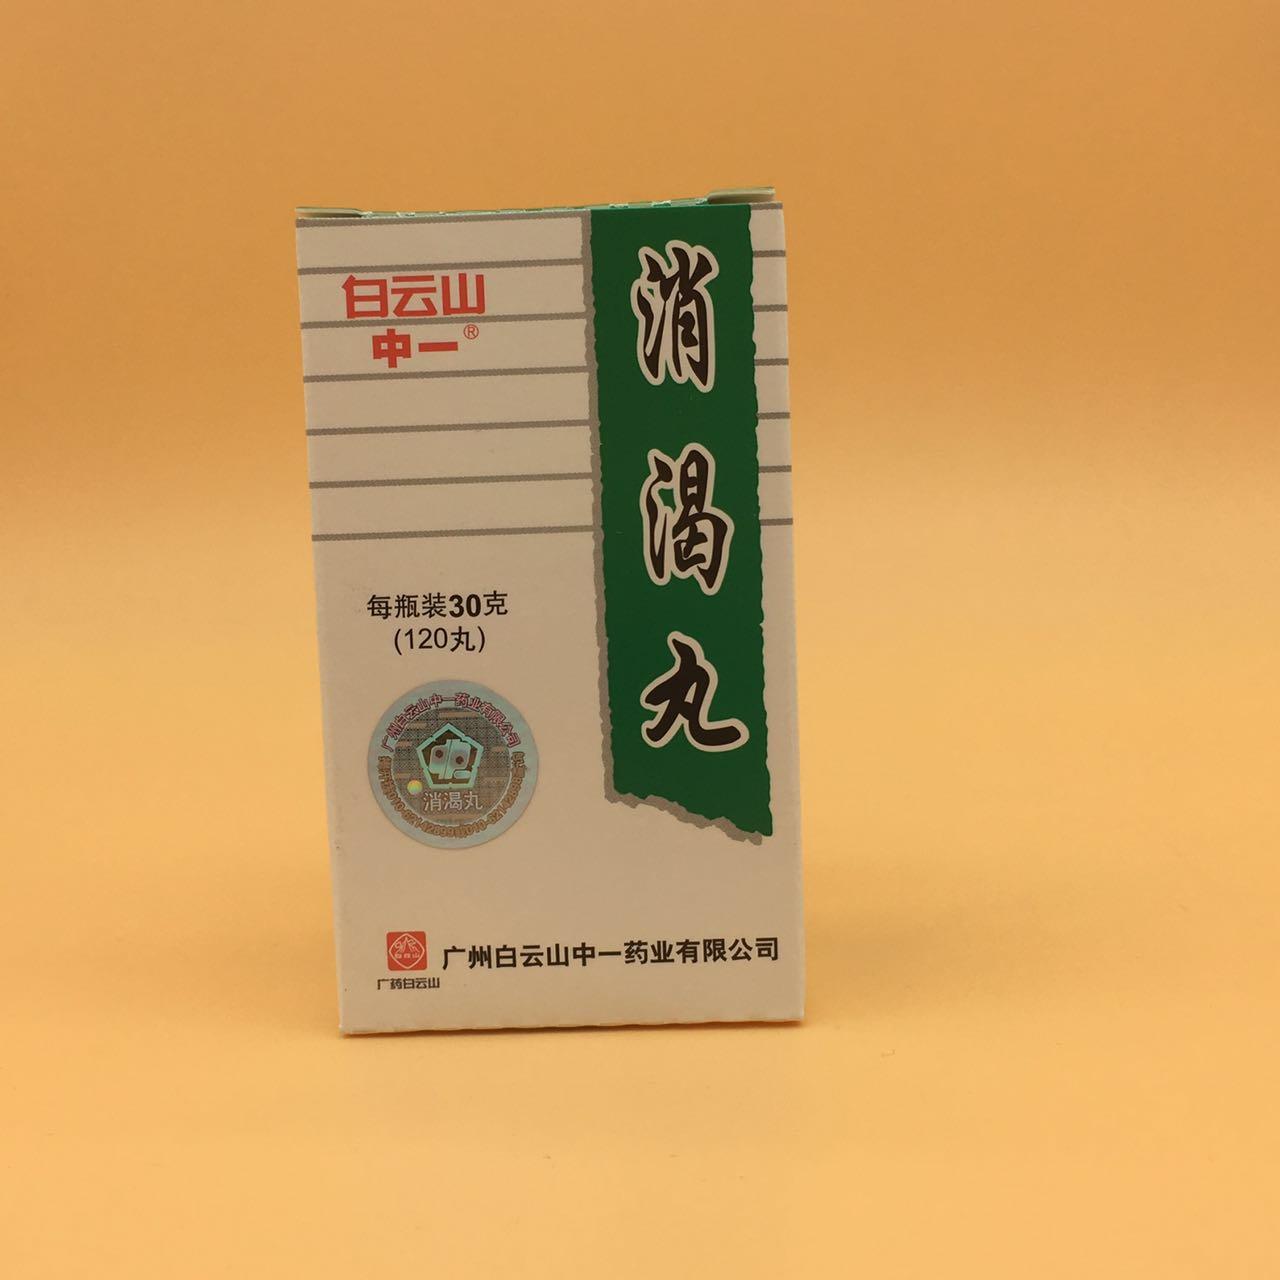 白云山
中一®
消渴丸
每瓶装30克
(120丸)
广州白云山中一药业有限公司
消渴丸
广州白云山中一药业有限公司
广药白云山